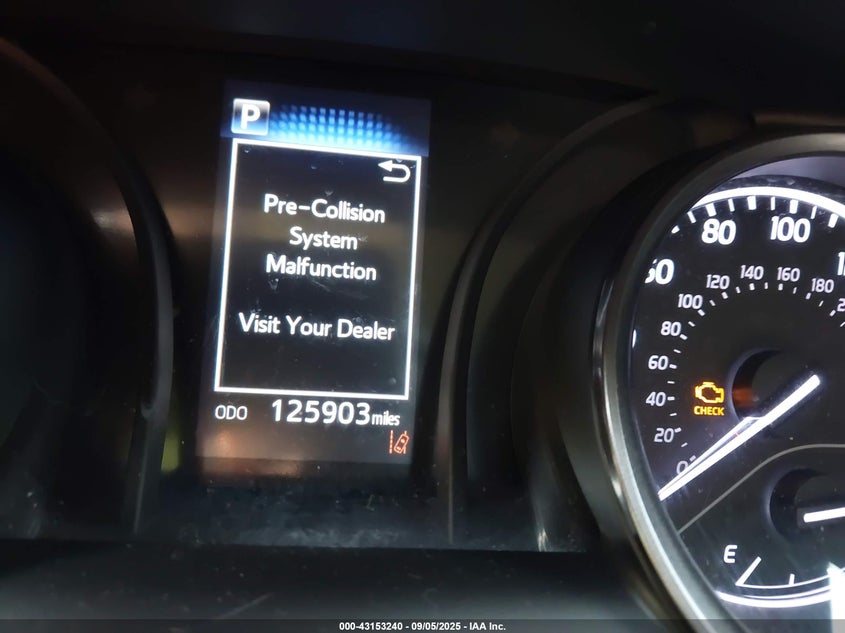 P
Pre-Collision
System
Malfunction
Visit Your Dealer
ODO 125903 miles
80 100
120 140 160
100 180
80
60
40
20
0
CHECK
E
000-43153240 - 09/05/2025 - IAA Inc.